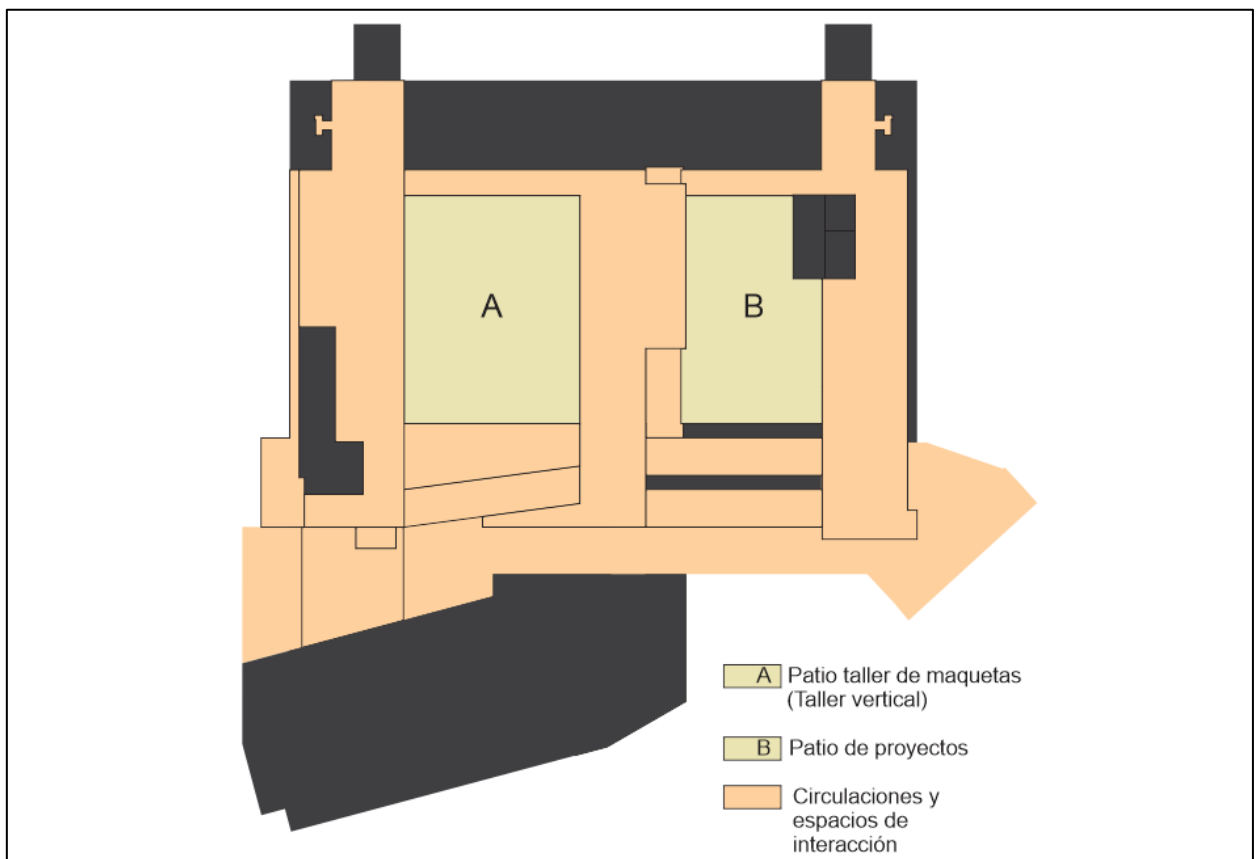 A
B
A Patio taller de maquetas
(Taller vertical)
B Patio de proyectos
Circulaciones y
espacios de
interacción